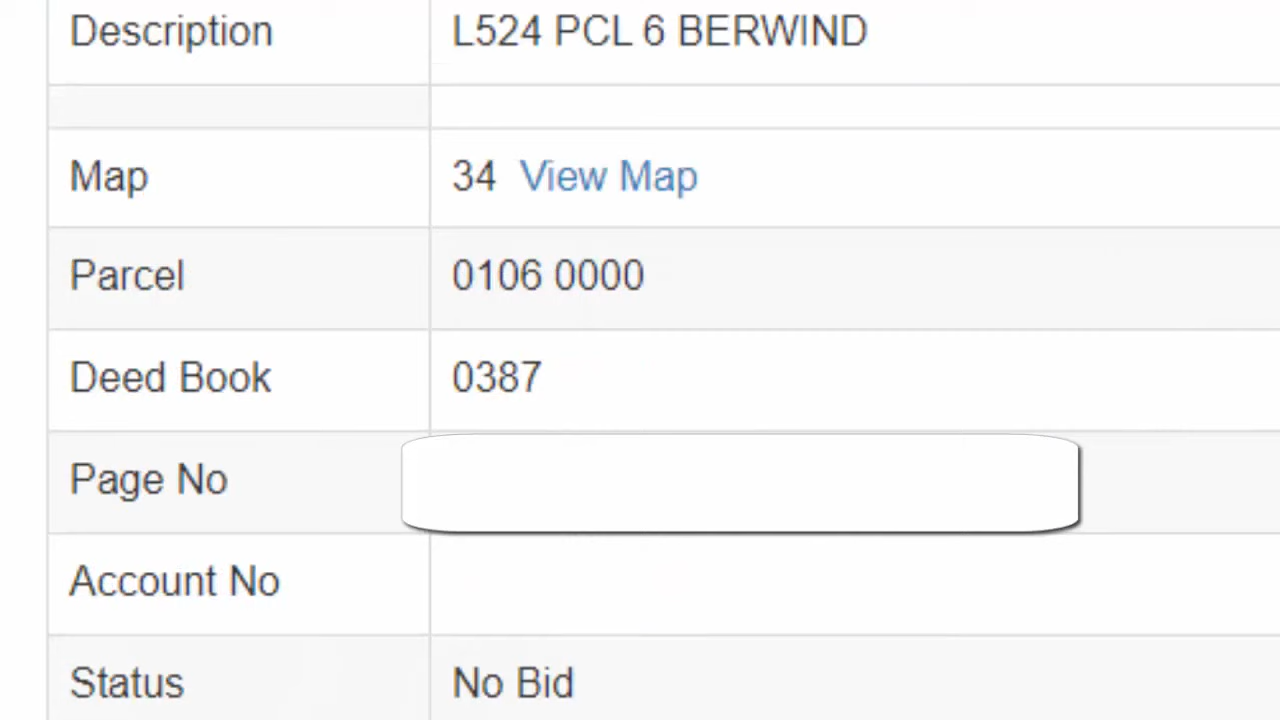 Description L524 PCL 6 BERWIND
Map 34 View Map
Parcel 0106 0000
Deed Book 0387
Page No
Account No
Status No Bid